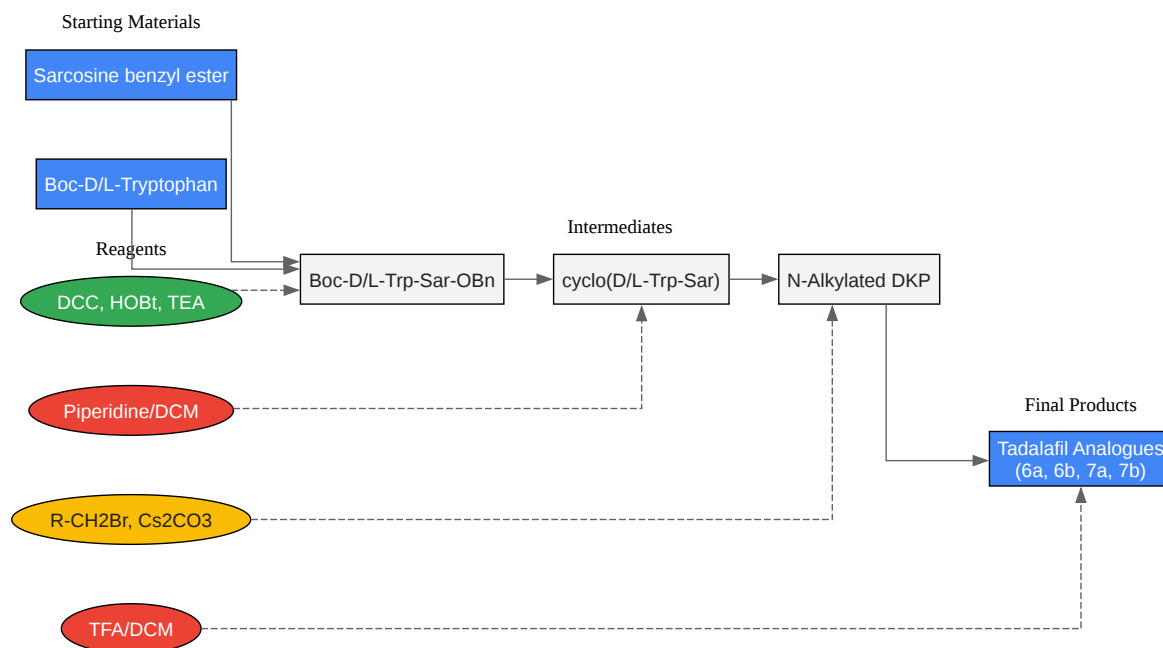 Starting Materials
Sarcosine benzyl ester
Boc-D/L-Tryptophan
Reagents
DCC, HOBt, TEA
Piperidine/DCM
R-CH2Br, Cs2CO3
TFA/DCM
Intermediates
Boc-D/L-Trp-Sar-OBn
cyclo(D/L-Trp-Sar)
N-Alkylated DKP
Final Products
Tadalafil Analogues
(6a, 6b, 7a, 7b)